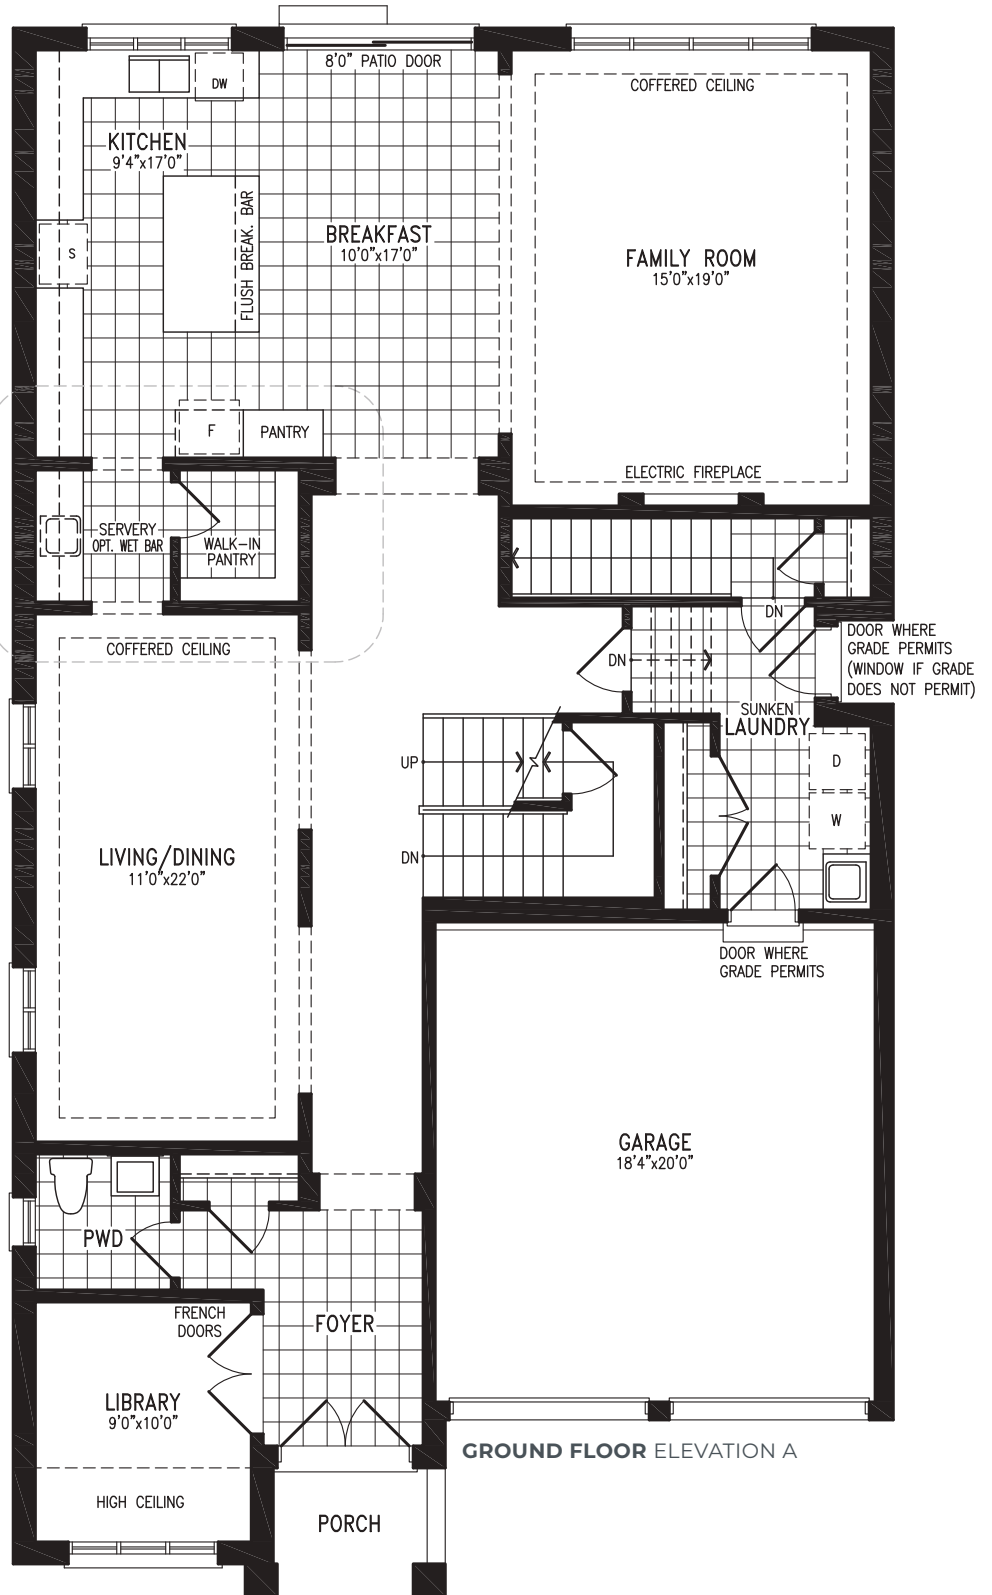 8'0" PATIO DOOR
DW
COFFERED CEILING
KITCHEN
9'4"x17'0"
FLUSH BREAK. BAR
BREAKFAST
10'0"x17'0"
S
FAMILY ROOM
15'0"x19'0"
F
PANTRY
ELECTRIC FIREPLACE
SERVERY
OPT. WET BAR
WALK-IN
PANTRY
DN
DOOR WHERE
GRADE PERMITS
(WINDOW IF GRADE
DOES NOT PERMIT)
COFFERED CEILING
DN
SUNKEN
LAUNDRY
UP
D
W
DN
LIVING/DINING
11'0"x22'0"
DOOR WHERE
GRADE PERMITS
GARAGE
18'4"x20'0"
PWD
FRENCH
DOORS
FOYER
LIBRARY
9'0"x10'0"
GROUND FLOOR ELEVATION A
HIGH CEILING
PORCH